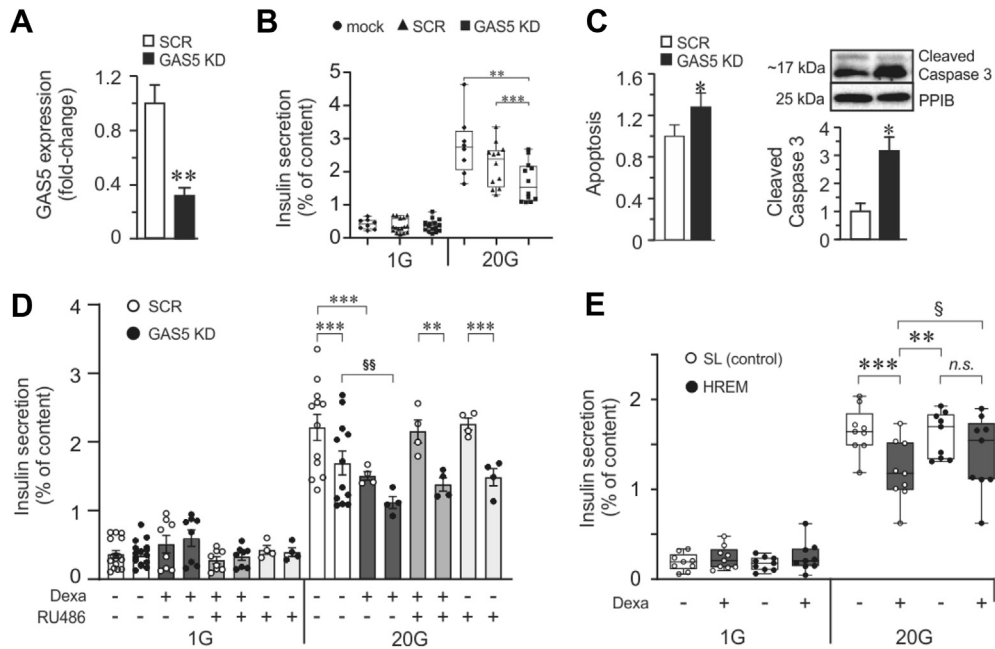 A
SCR
GAS5 KD
GAS5 expression
(fold-change)
1.2
0.8
0.4
0
**
B
mock SCR GAS5 KD
Insulin secretion
(% of content)
5
4
3
2
1
0
**
***
1G 20G
C
SCR
GAS5 KD
Apoptosis
1.6
1.2
0.8
0.4
0
*
~17 kDa
Cleaved
Caspase 3
25 kDa
PPIB
Cleaved
Caspase 3
4
3
2
1
0
*
D
SCR
GAS5 KD
Insulin secretion
(% of content)
4
3
2
1
0
***
***
§§
**
***
Dexa - - + + + + - - - - + + + + - -
RU486 - - - - + + + + - - - - + + + +
1G 20G
E
SL (control)
HREM
Insulin secretion
(% of content)
2
1
0
§
**
***
n.s.
Dexa - + - + - + - +
1G 20G